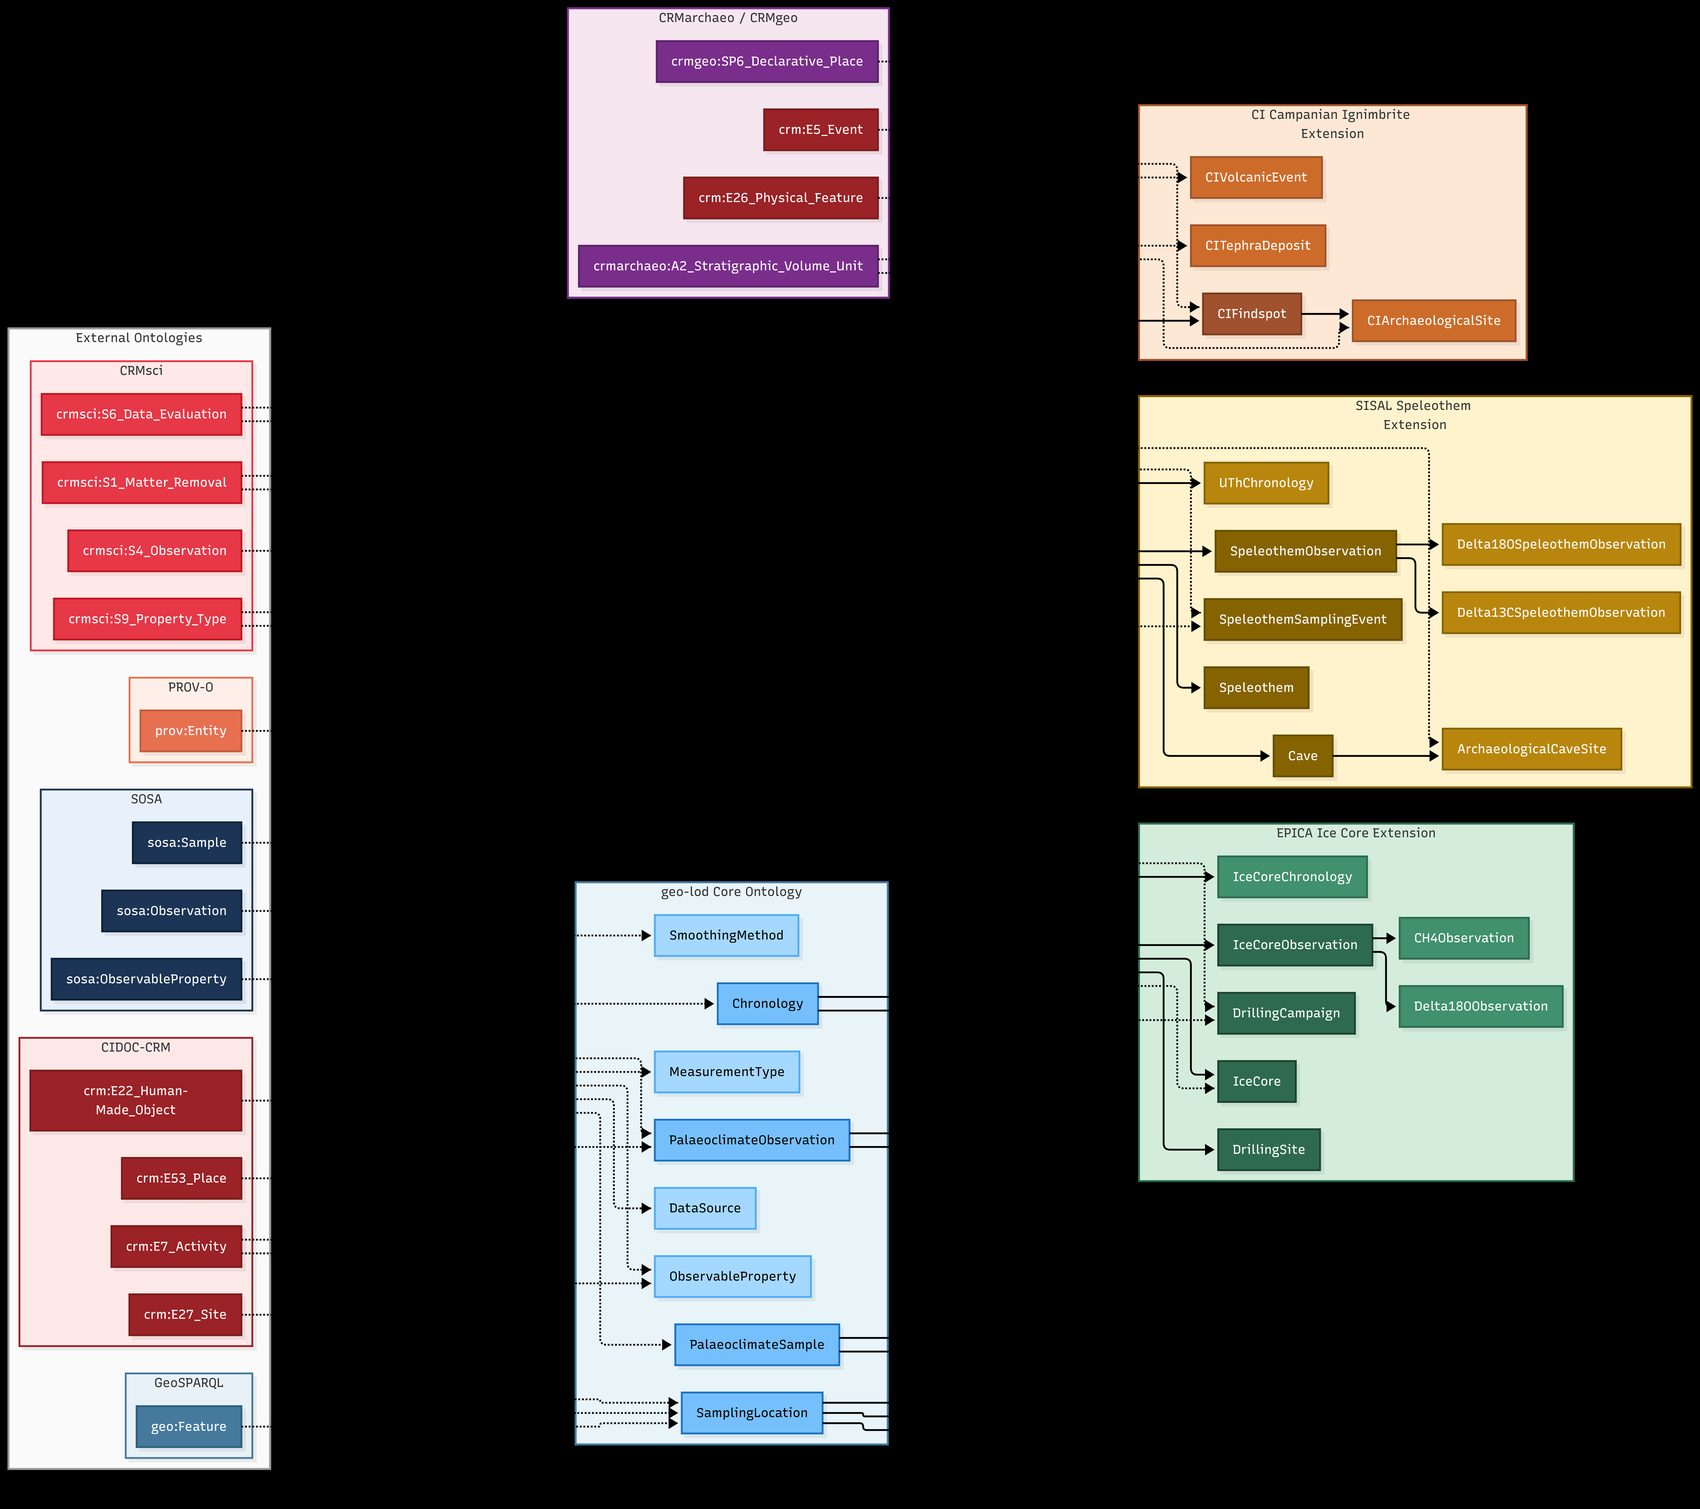 CRMarchaeo / CRMgeo
crmgeo:SP6_Declarative_Place
crm:E5_Event
crm:E26_Physical_Feature
crmarchaeo:A2_Stratigraphic_Volume_Unit
External Ontologies
CRMsci
crmsci:S6_Data_Evaluation
crmsci:S1_Matter_Removal
crmsci:S4_Observation
crmsci:S9_Property_Type
PROV-O
prov:Entity
SOSA
sosa:Sample
sosa:Observation
sosa:ObservableProperty
CIDOC-CRM
crm:E22_Human-
Made_Object
crm:E53_Place
crm:E7_Activity
crm:E27_Site
GeoSPARQL
geo:Feature
geo-lod Core Ontology
SmoothingMethod
Chronology
MeasurementType
PalaeoclimateObservation
DataSource
ObservableProperty
PalaeoclimateSample
SamplingLocation
CI Campanian Ignimbrite
Extension
CIVolcanicEvent
CITephraDeposit
CIFindspot
CIArchaeologicalSite
SISAL Speleothem
Extension
UThChronology
SpeleothemObservation
Delta18OSpeleothemObservation
Delta13CSpeleothemObservation
SpeleothemSamplingEvent
Speleothem
Cave
ArchaeologicalCaveSite
EPICA Ice Core Extension
IceCoreChronology
IceCoreObservation
CH4Observation
Delta18OObservation
DrillingCampaign
IceCore
DrillingSite